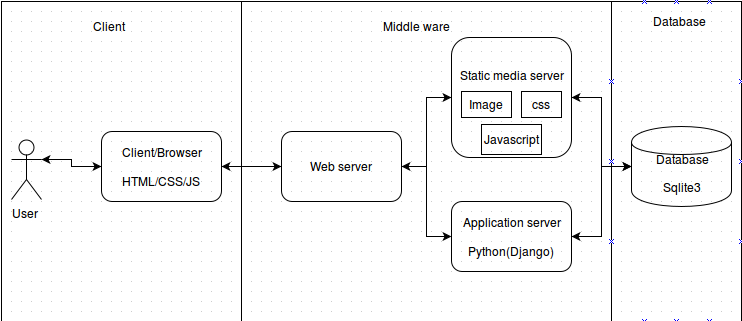 Client
Middle ware
Database
Static media server
Image
css
Javascript
Client/Browser
HTML/CSS/JS
Web server
Database
Sqlite3
User
Application server
Python(Django)